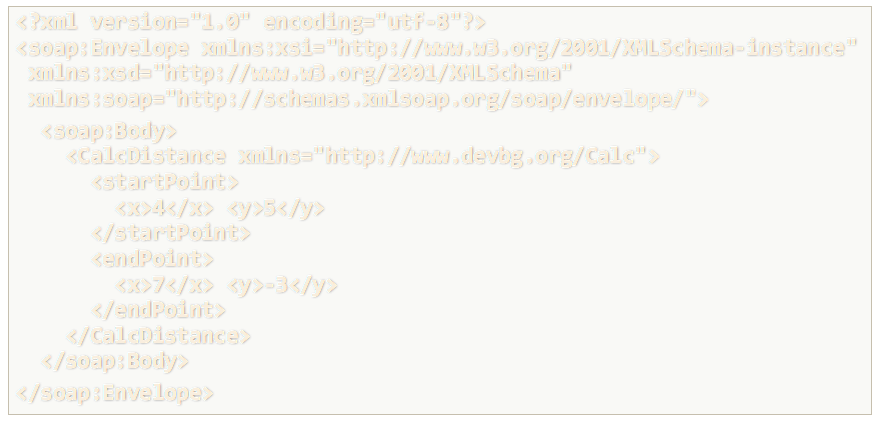 <?xml version="1.0" encoding="utf-8"?>
<soap:Envelope xmlns:xsi="http://www.w3.org/2001/XMLSchema-instance"
xmlns:xsd="http://www.w3.org/2001/XMLSchema"
xmlns:soap="http://schemas.xmlsoap.org/soap/envelope/">
<soap:Body>
<CalcDistance xmlns="http://www.devbg.org/Calc">
<startPoint>
<x>4</x> <y>5</y>
</startPoint>
<endPoint>
<x>7</x> <y>-3</y>
</endPoint>
</CalcDistance>
</soap:Body>
</soap:Envelope>